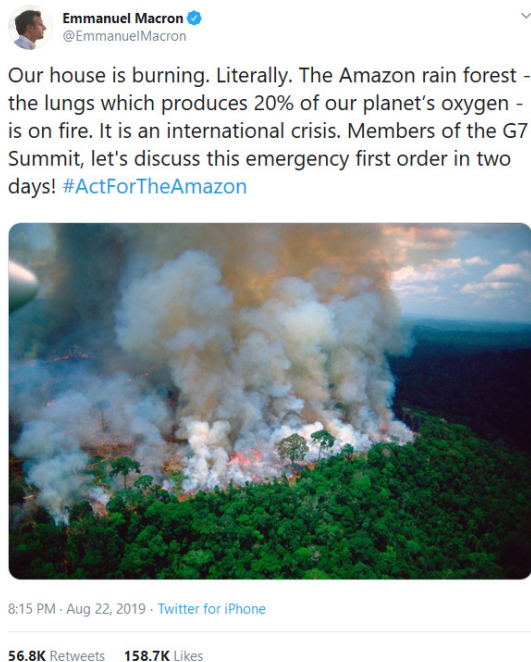 Emmanuel Macron
@EmmanuelMacron
Our house is burning. Literally. The Amazon rain forest -
the lungs which produces 20% of our planet’s oxygen -
is on fire. It is an international crisis. Members of the G7
Summit, let's discuss this emergency first order in two
days! #ActForTheAmazon
8:15 PM · Aug 22, 2019 · Twitter for iPhone
56.8K Retweets 158.7K Likes